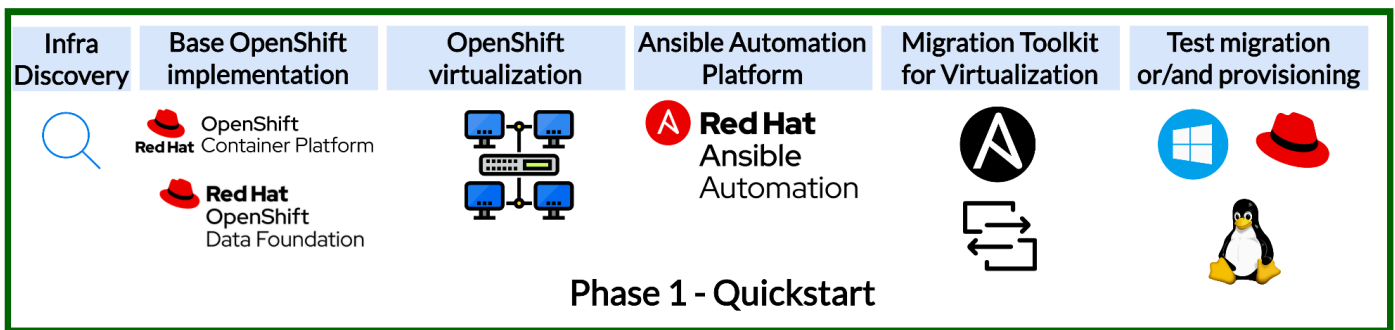 Infra
Discovery
Base OpenShift
implementation
OpenShift
virtualization
Ansible Automation
Platform
Migration Toolkit
for Virtualization
Test migration
or/and provisioning
Red Hat
OpenShift
Container Platform
Red Hat
OpenShift
Data Foundation
A
Red Hat
Ansible
Automation
A
Phase 1 - Quickstart